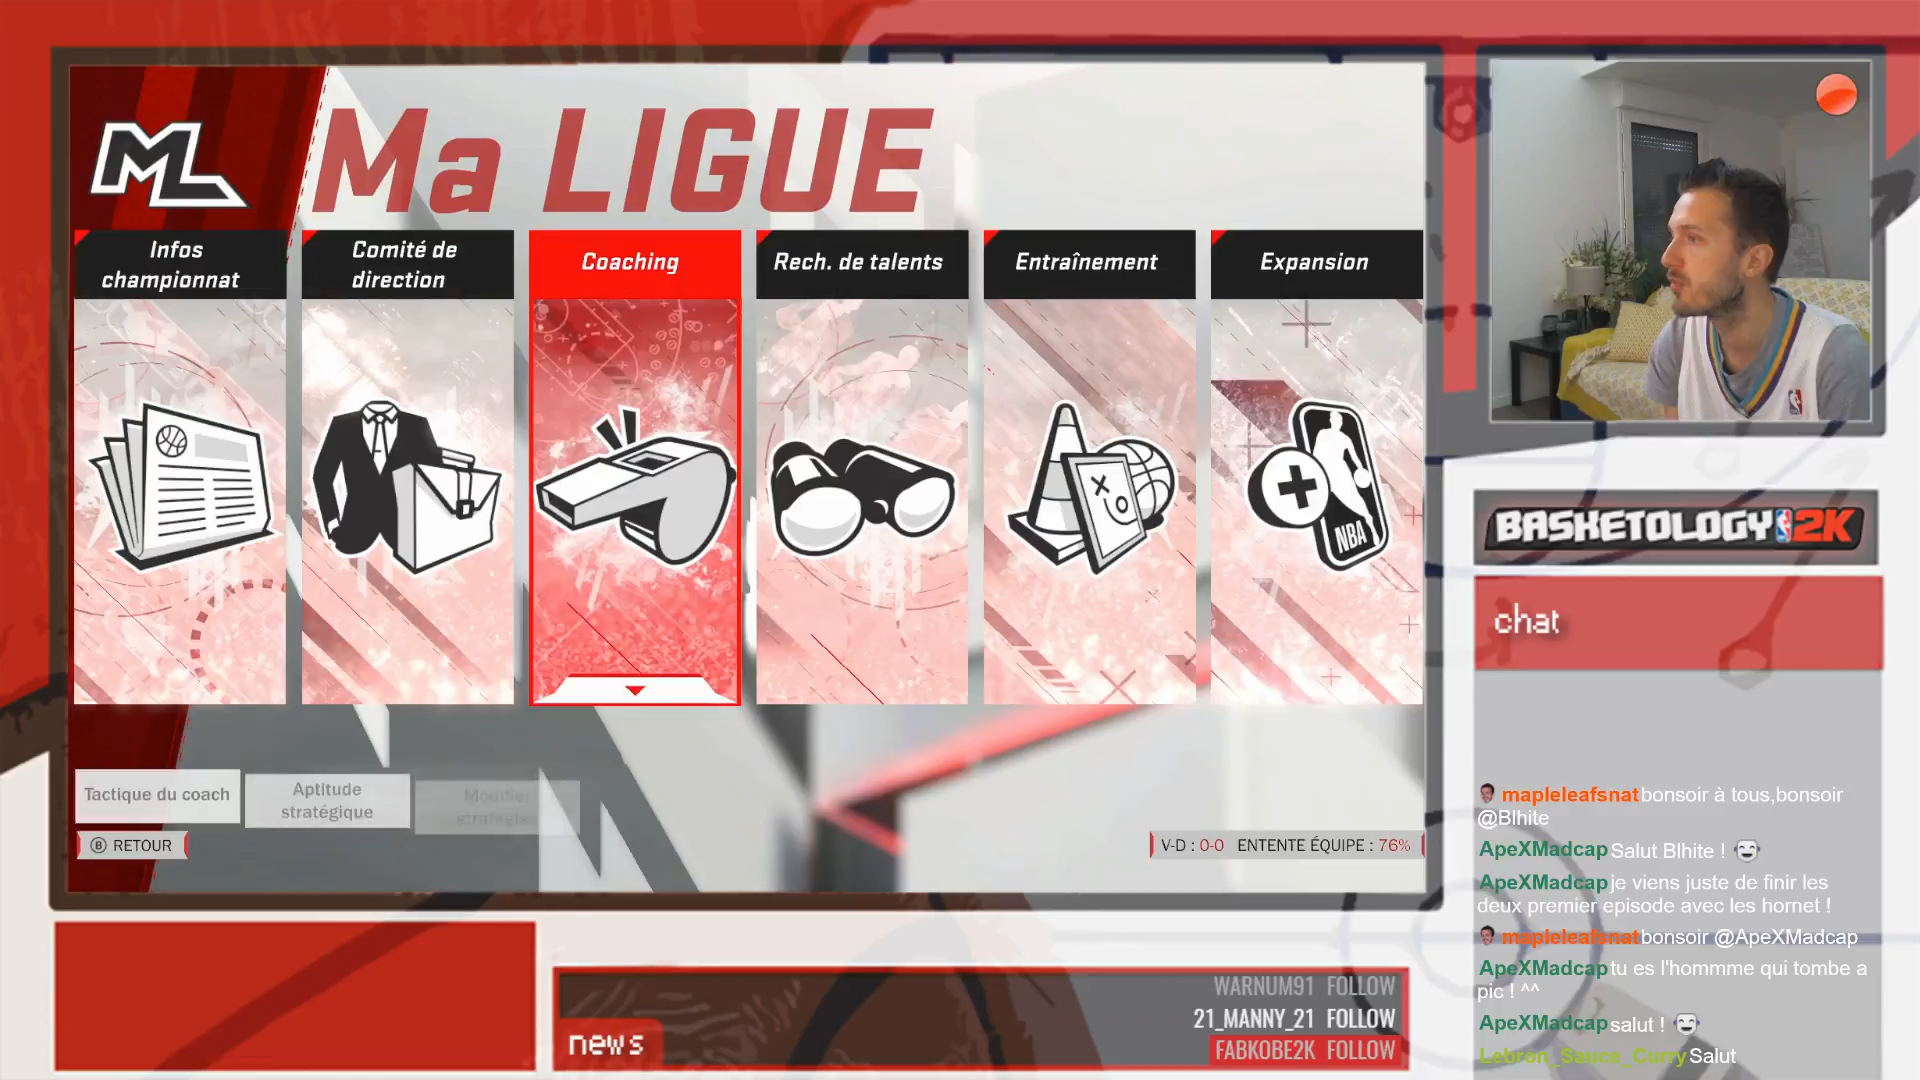 ML
Ma LIGUE
Infos
championnat
Comité de
direction
Coaching
Rech. de talents
Entraînement
Expansion
NBA
Tactique du coach
Aptitude
stratégique
Modifier
stratégie
B RETOUR
V-D : 0-0 ENTENTE ÉQUIPE : 76%
BASKETOLOGY 2K
chat
mapleleafsnat bonsoir à tous,bonsoir
@Blhite
ApeXMadcap Salut Blhite !
ApeXMadcap je viens juste de finir les
deux premier episode avec les hornet !
mapleleafsnat bonsoir @ApeXMadcap
ApeXMadcap tu es l'hommme qui tombe a
pic ! ^^
ApeXMadcap salut !
Lebron_Sauce_Curry Salut
news
WARNUM91 FOLLOW
21_MANNY_21 FOLLOW
FABKOBE2K FOLLOW